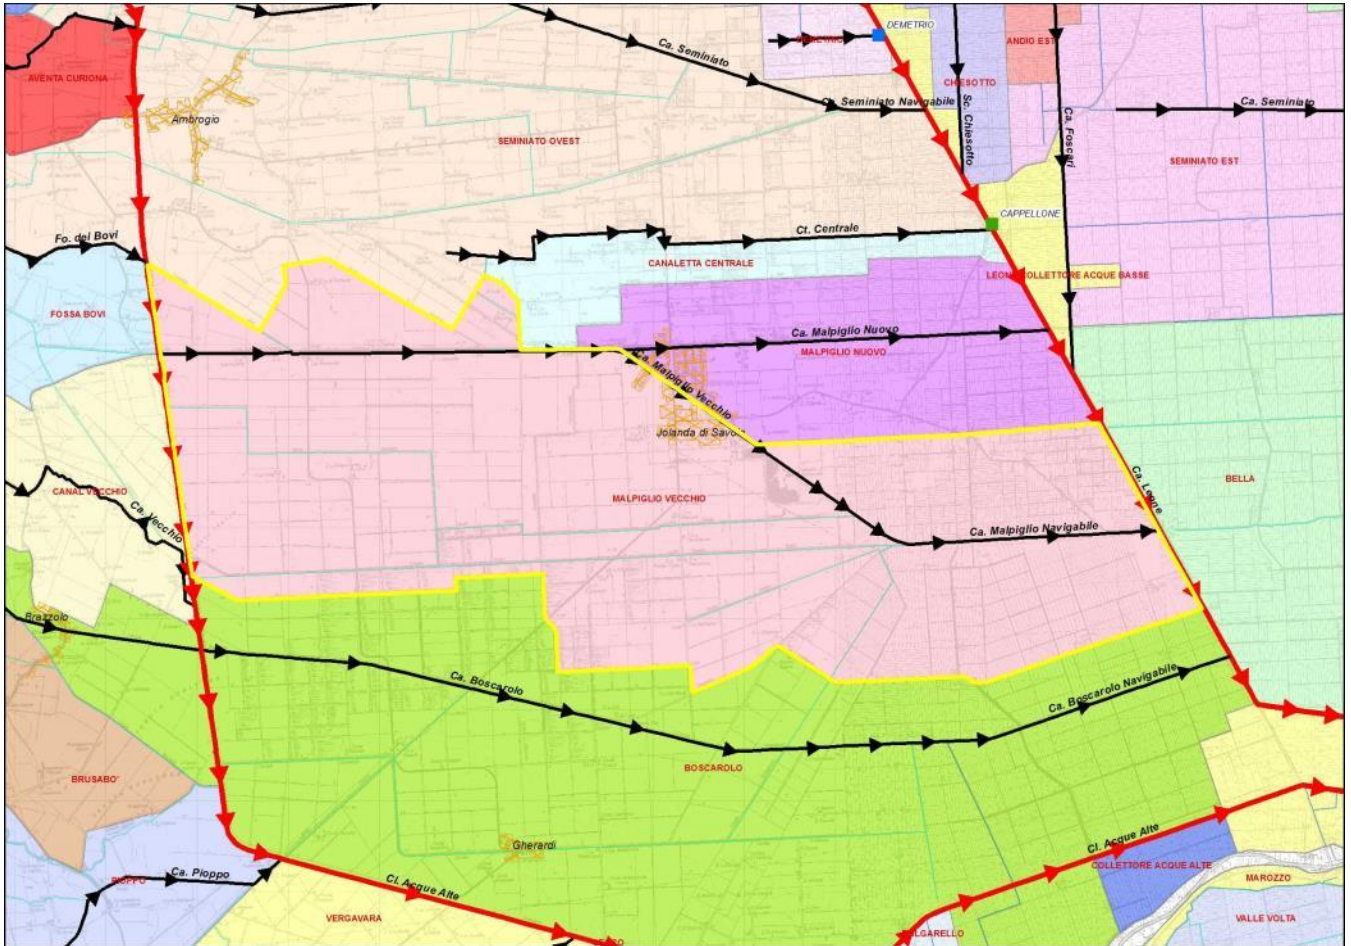 DEMETRIO
DEMETRIO
ANDIO EST
Ca. Seminiato
AVENTA CURIONA
CHIESOTTO
Ct. Seminiato Navigabile
Ca. Seminiato
Sc. Chiesotto
Ca. Foscari
Ambrogio
SEMINIATO OVEST
SEMINIATO EST
CAPPELLONE
Fo. dei Bovi
Ct. Centrale
CANALETTA CENTRALE
COLLETTORE ACQUE BASSE
FOSSA BOVI
Ca. Malpiglio Nuovo
MALPIGLIO NUOVO
Ca. Malpiglio Vecchio
Jolanda di Savoia
CANAL VECCHIO
Ca. Vecchio
MALPIGLIO VECCHIO
Ca. Leone
BELLA
Ca. Malpiglio Navigabile
Brazzolo
Ca. Boscarolo
Ca. Boscarolo Navigabile
BRUSABO'
BOSCAROLO
Gherardi
Cl. Acque Alte
COLLETTORE ACQUE ALTE
PIOPPO
Ca. Pioppo
Cl. Acque Alte
MAROZZO
VERGAVARA
VALLE VOLTA